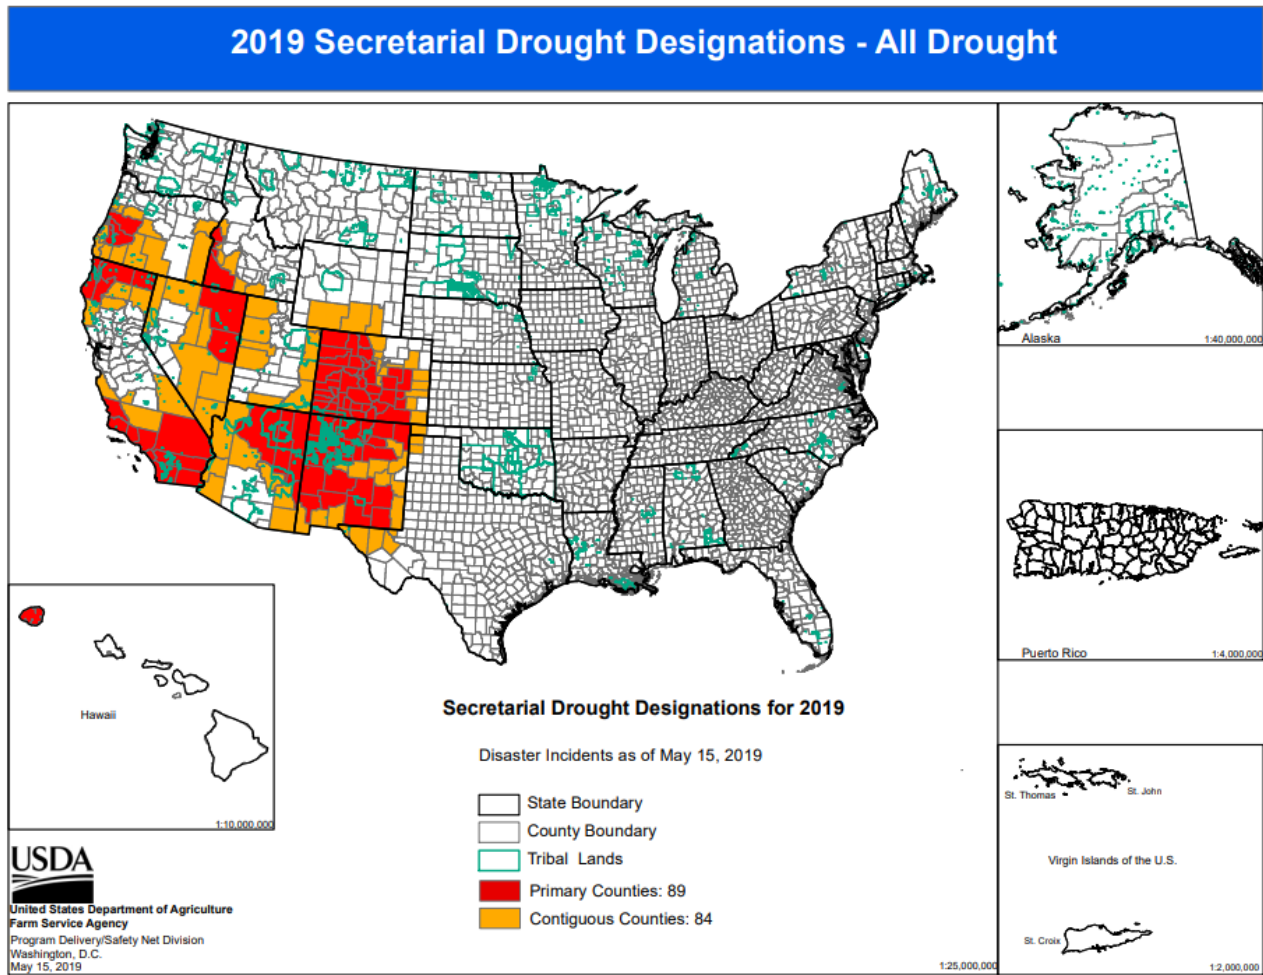 2019 Secretarial Drought Designations - All Drought
Alaska
1:40,000,000
Puerto Rico
1:4,000,000
Hawaii
1:10,000,000
Secretarial Drought Designations for 2019
Disaster Incidents as of May 15, 2019
State Boundary
County Boundary
Tribal Lands
Primary Counties: 89
Contiguous Counties: 84
St. Thomas
St. John
Virgin Islands of the U.S.
St. Croix
1:2,000,000
USDA
United States Department of Agriculture
Farm Service Agency
Program Delivery/Safety Net Division
Washington, D.C.
May 15, 2019
1:25,000,000